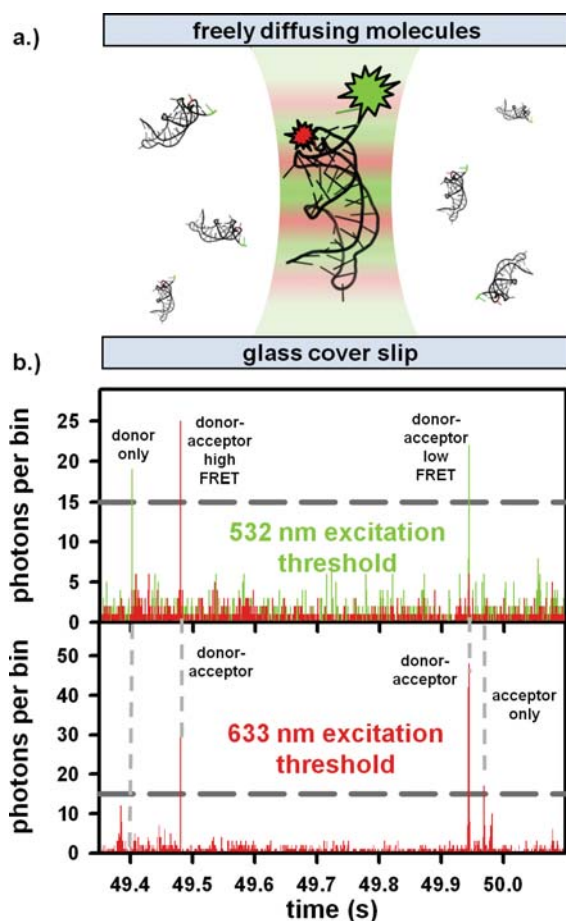 a.)
freely diffusing molecules
glass cover slip
b.)
photons per bin
25
20
15
10
5
0
donor
only
donor-
acceptor
high
FRET
donor-
acceptor
low
FRET
532 nm excitation
threshold
photons per bin
50
40
30
20
10
0
donor-
acceptor
donor-
acceptor
acceptor
only
633 nm excitation
threshold
49.4
49.5
49.6
49.7
49.8
49.9
50.0
time (s)